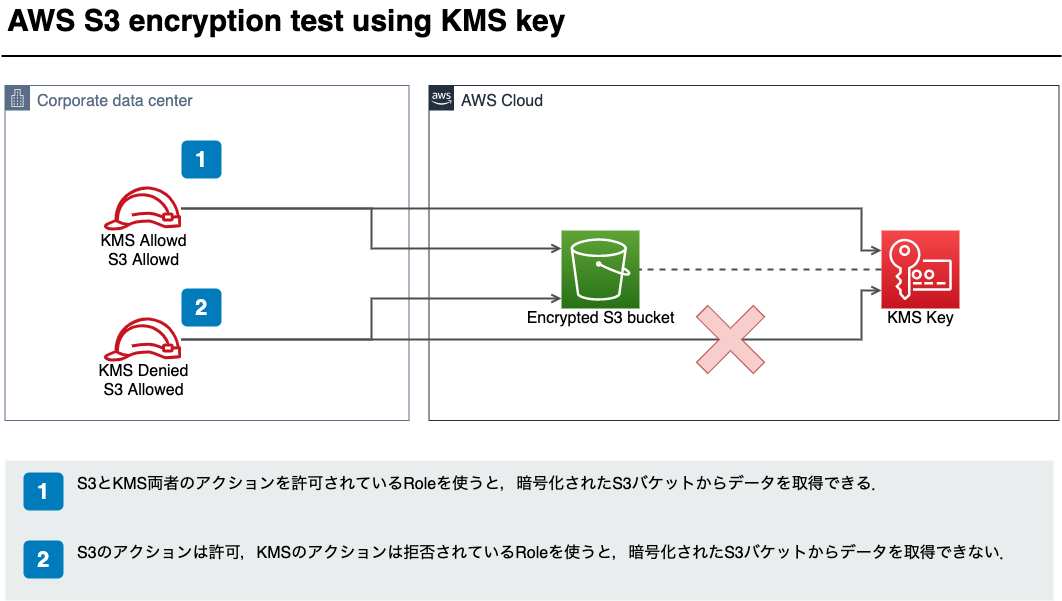 AWS S3 encryption test using KMS key
Corporate data center
aws
AWS Cloud
1
KMS Allowd
S3 Allowd
2
KMS Denied
S3 Allowed
Encrypted S3 bucket
KMS Key
1
S3とKMS両者のアクションを許可されているRoleを使うと，暗号化されたS3バケットからデータを取得できる．
2
S3のアクションは許可，KMSのアクションは拒否されているRoleを使うと，暗号化されたS3バケットからデータを取得できない．